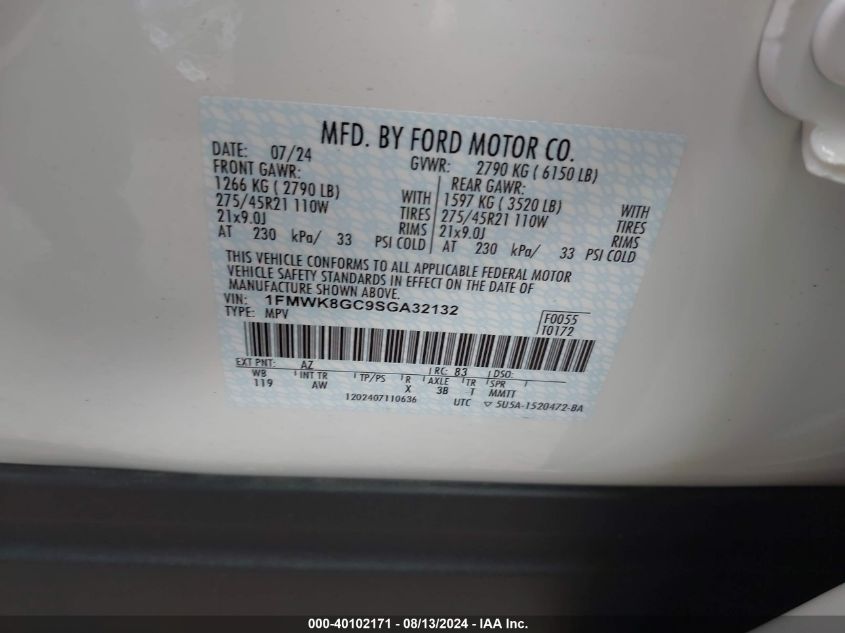 MFD. BY FORD MOTOR CO.
DATE: 07/24 GVWR: 2790 KG ( 6150 LB)
FRONT GAWR: REAR GAWR:
1266 KG ( 2790 LB) WITH 1597 KG ( 3520 LB) WITH
275/45R21 110W TIRES 275/45R21 110W TIRES
21x9.0J RIMS 21x9.0J RIMS
AT 230 kPa/ 33 PSI COLD AT 230 kPa/ 33 PSI COLD
THIS VEHICLE CONFORMS TO ALL APPLICABLE FEDERAL MOTOR
VEHICLE SAFETY STANDARDS IN EFFECT ON THE DATE OF
MANUFACTURE SHOWN ABOVE.
VIN: 1FMWK8GC9SGA32132
TYPE: MPV
F0055
T0172
EXT PNT: AZ RC: 83 DSO:
WB INT TR TP/PS R AXLE TR SPR
119 AW X 3B T MMTT
1202407110636 UTC ▽ 5U5A-1520472-BA
000-40102171 - 08/13/2024 - IAA, Inc.